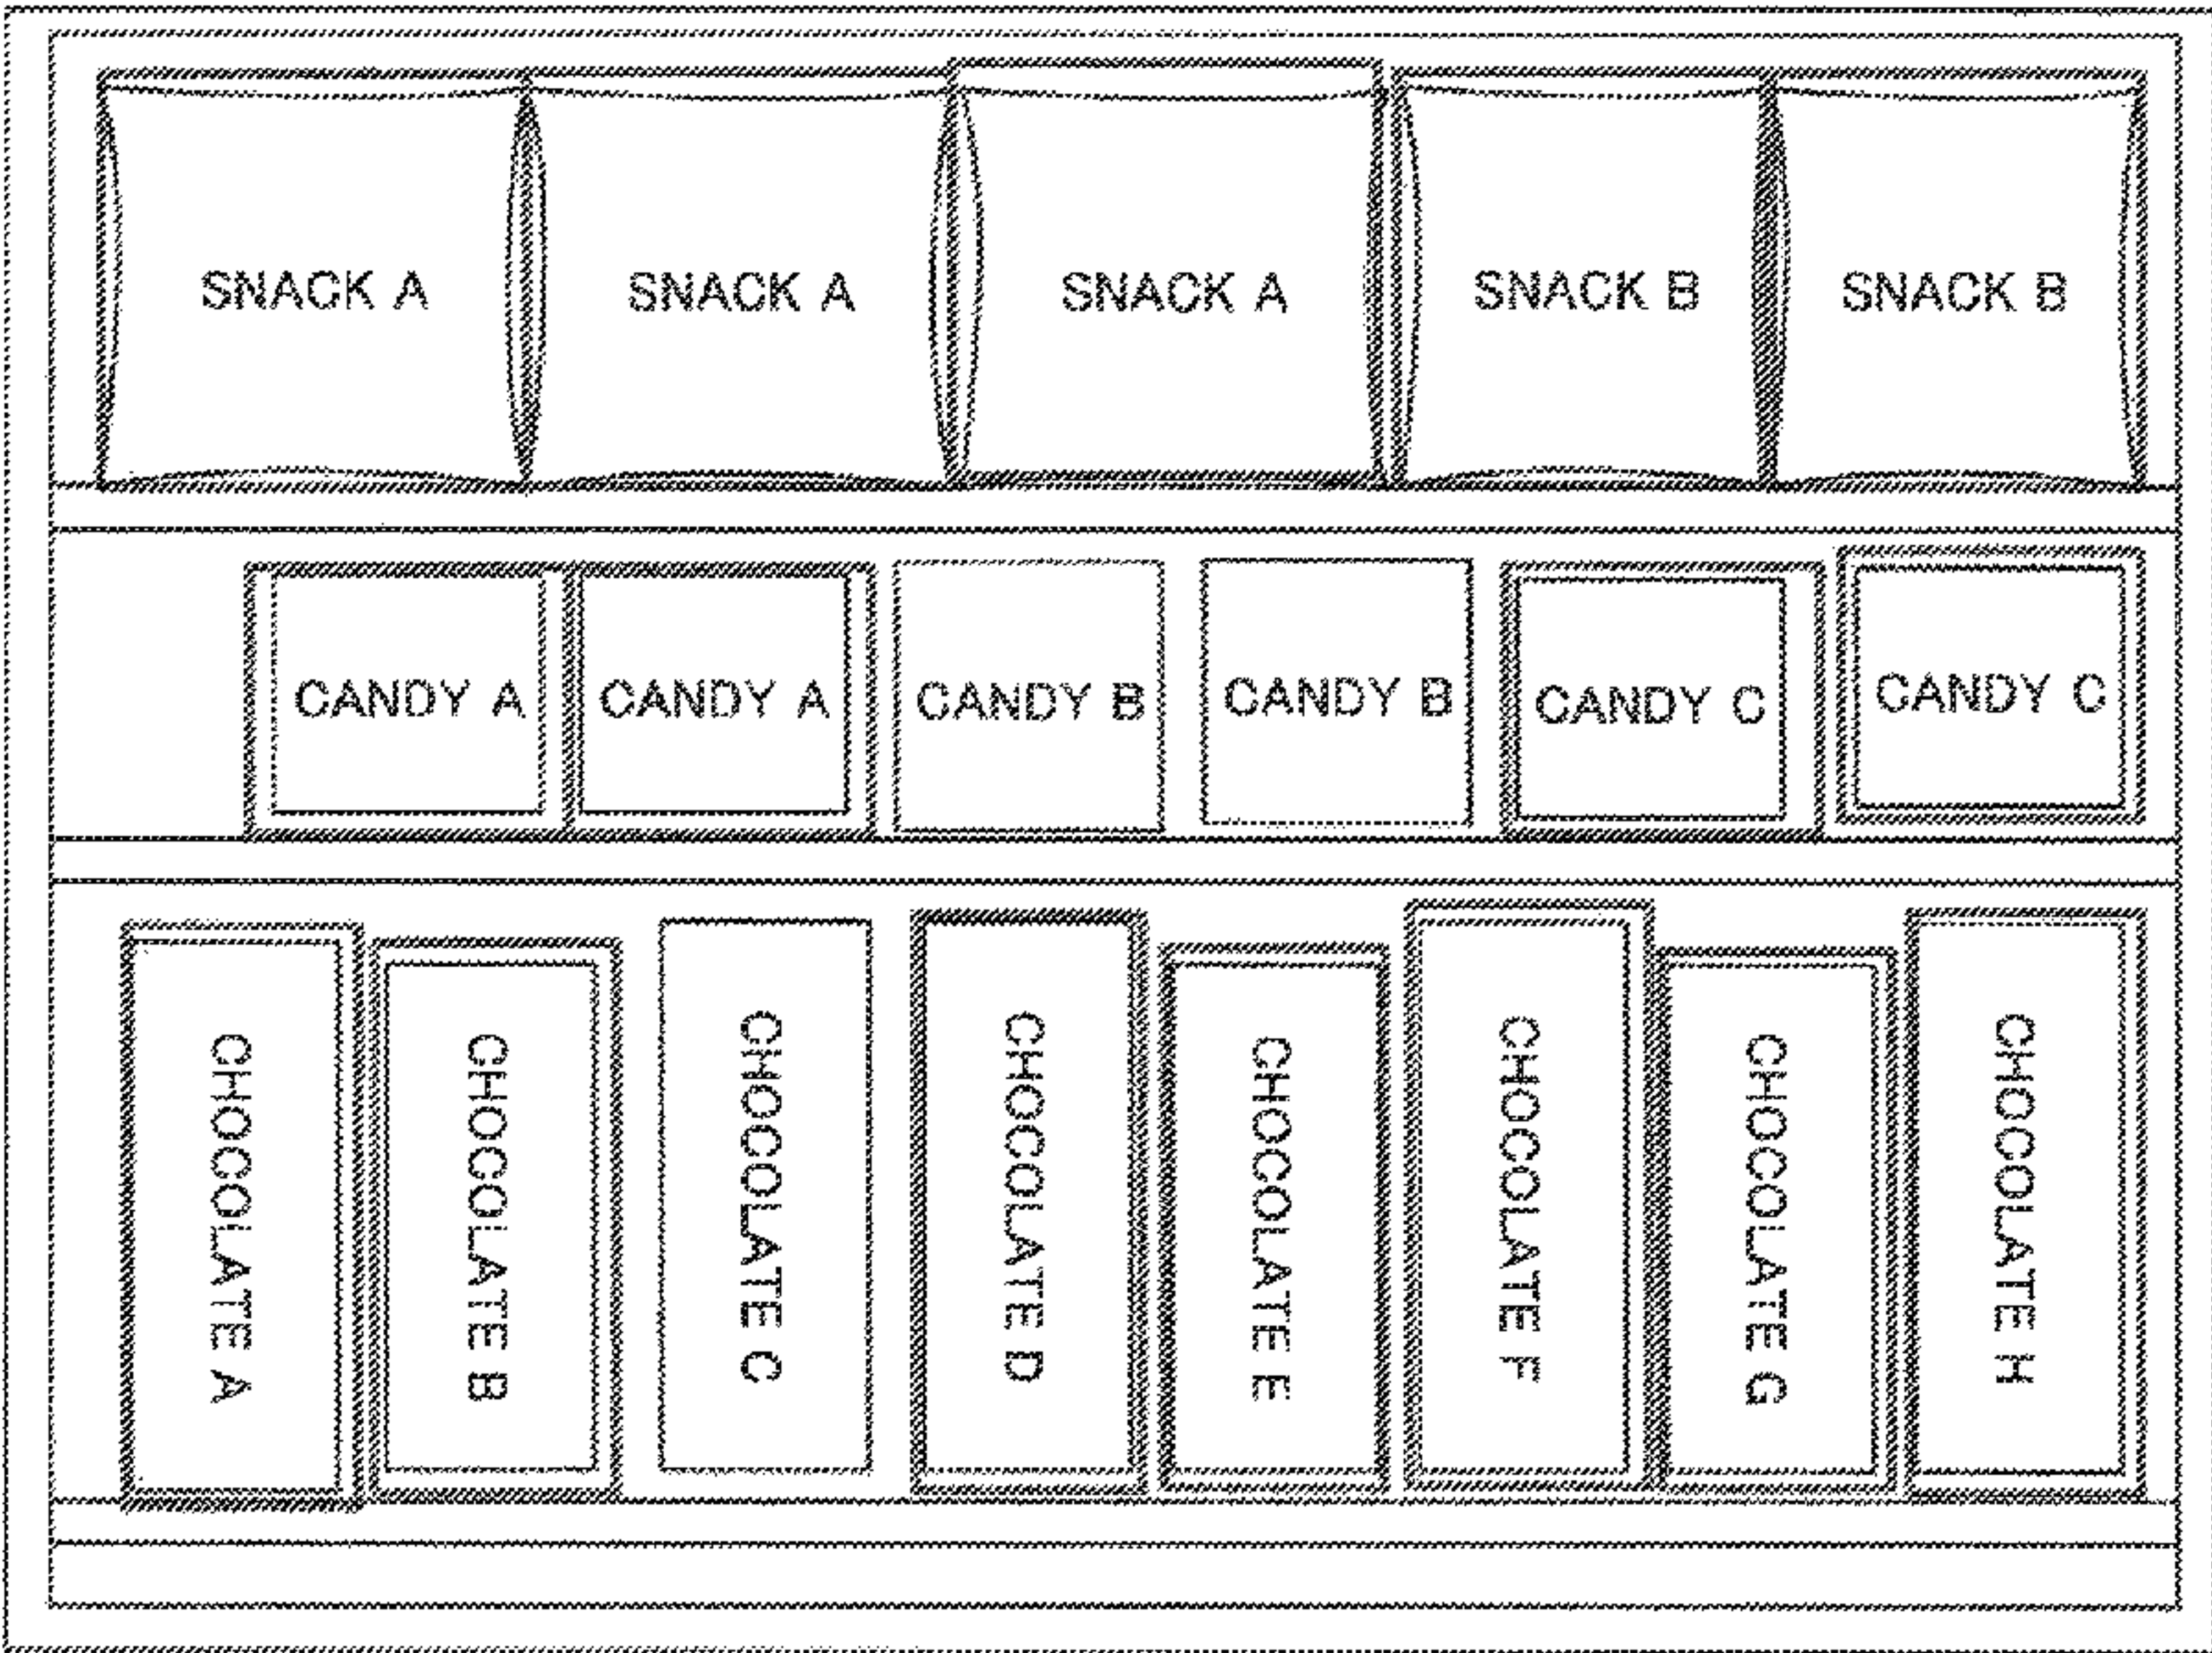 SNACK A
SNACK A
SNACK A
SNACK B
SNACK B
CANDY A
CANDY A
CANDY B
CANDY B
CANDY C
CANDY C
CHOCOLATE A
CHOCOLATE B
CHOCOLATE C
CHOCOLATE D
CHOCOLATE E
CHOCOLATE F
CHOCOLATE G
CHOCOLATE H